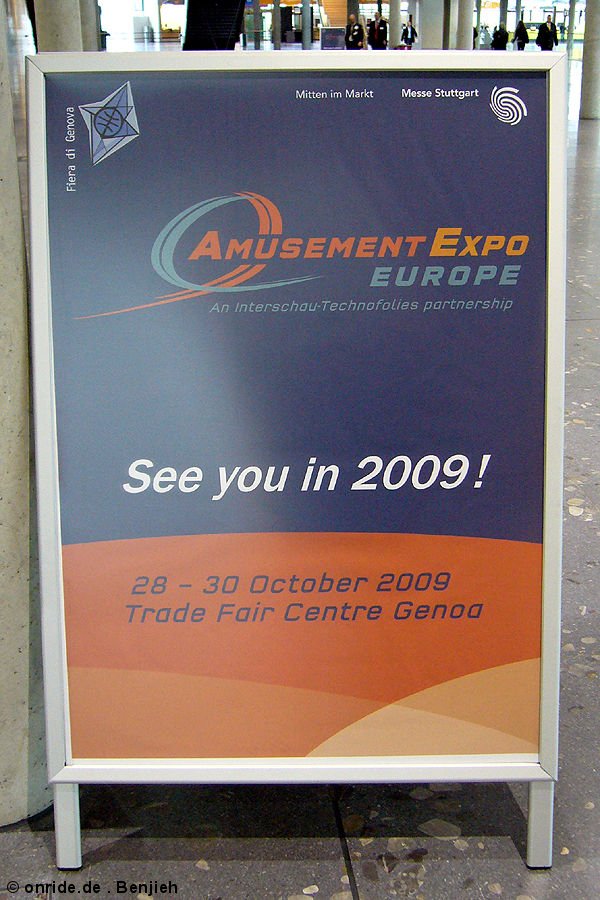 Fiera di Genova
Mitten im Markt
Messe Stuttgart
AMUSEMENT EXPO
EUROPE
An Interschau-Technofolies partnership
See you in 2009!
28 – 30 October 2009
Trade Fair Centre Genoa
© onride.de . Benjieh